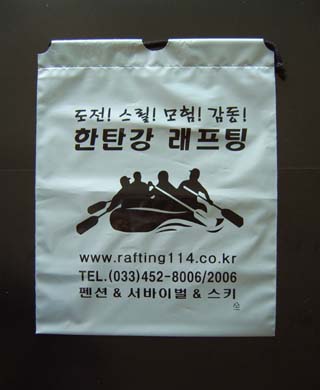 도전! 스릴! 모험! 감동!
한탄강 래프팅
www.rafting114.co.kr
TEL.(033)452-8006/2006
펜션 & 서바이벌 & 스키